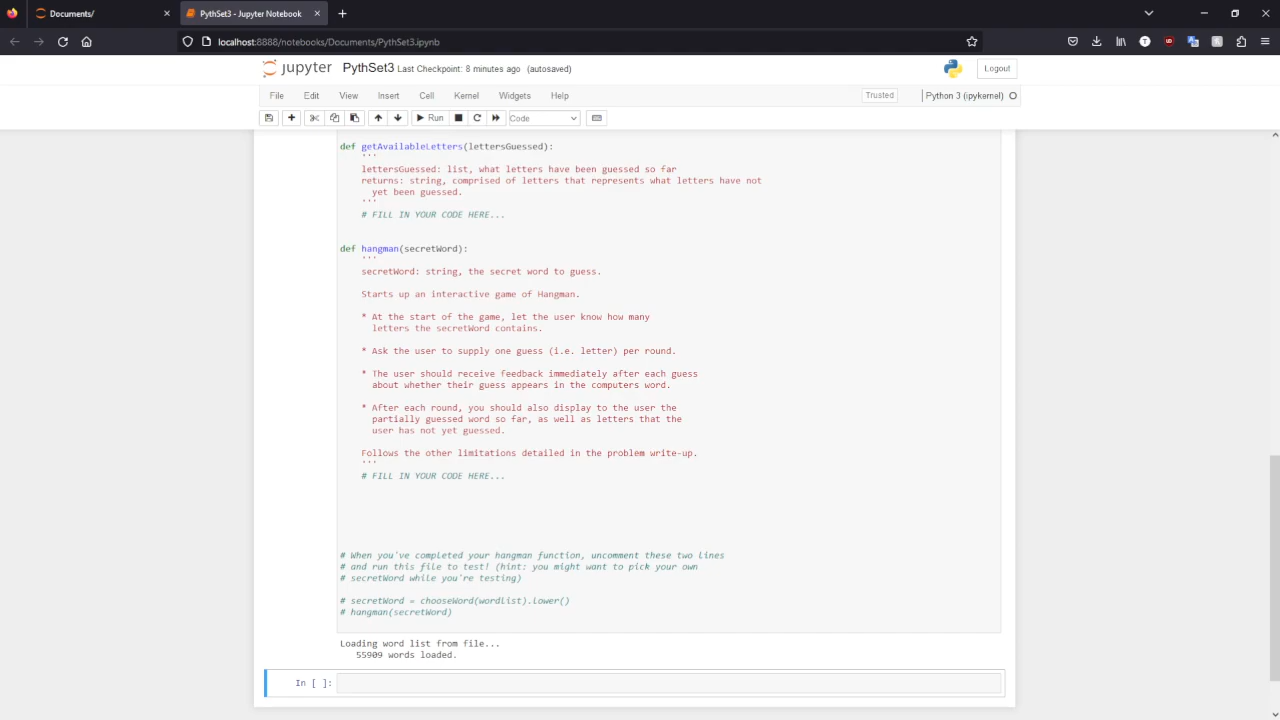 Documents/
PythSet3 - Jupyter Notebook
localhost:8888/notebooks/Documents/PythSet3.ipynb
jupyter PythSet3 Last Checkpoint: 8 minutes ago (autosaved)
Logout
File Edit View Insert Cell Kernel Widgets Help
Trusted
Python 3 (ipykernel)
Run
Code
def getAvailableLetters(lettersGuessed):
'''
lettersGuessed: list, what letters have been guessed so far
returns: string, comprised of letters that represents what letters have not
yet been guessed.
'''
# FILL IN YOUR CODE HERE...
def hangman(secretWord):
'''
secretWord: string, the secret word to guess.
Starts up an interactive game of Hangman.
* At the start of the game, let the user know how many
letters the secretWord contains.
* Ask the user to supply one guess (i.e. letter) per round.
* The user should receive feedback immediately after each guess
about whether their guess appears in the computers word.
* After each round, you should also display to the user the
partially guessed word so far, as well as letters that the
user has not yet guessed.
Follows the other limitations detailed in the problem write-up.
'''
# FILL IN YOUR CODE HERE...
# When you've completed your hangman function, uncomment these two lines
# and run this file to test! (hint: you might want to pick your own
# secretWord while you're testing)
# secretWord = chooseWord(wordlist).lower()
# hangman(secretWord)
Loading word list from file...
55909 words loaded.
In [ ]: